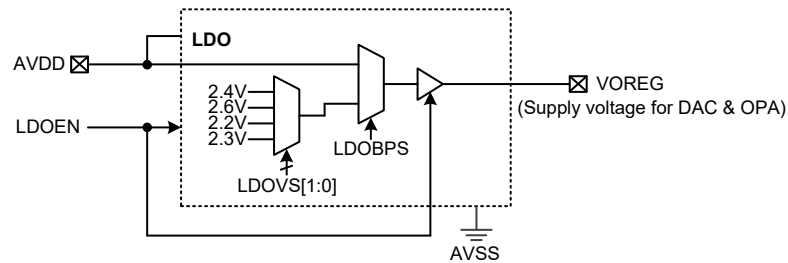 LDO
AVDD
VOREG
(Supply voltage for DAC & OPA)
2.4V
2.6V
2.2V
2.3V
LDOEN
LDOBPS
LDOVS[1:0]
AVSS